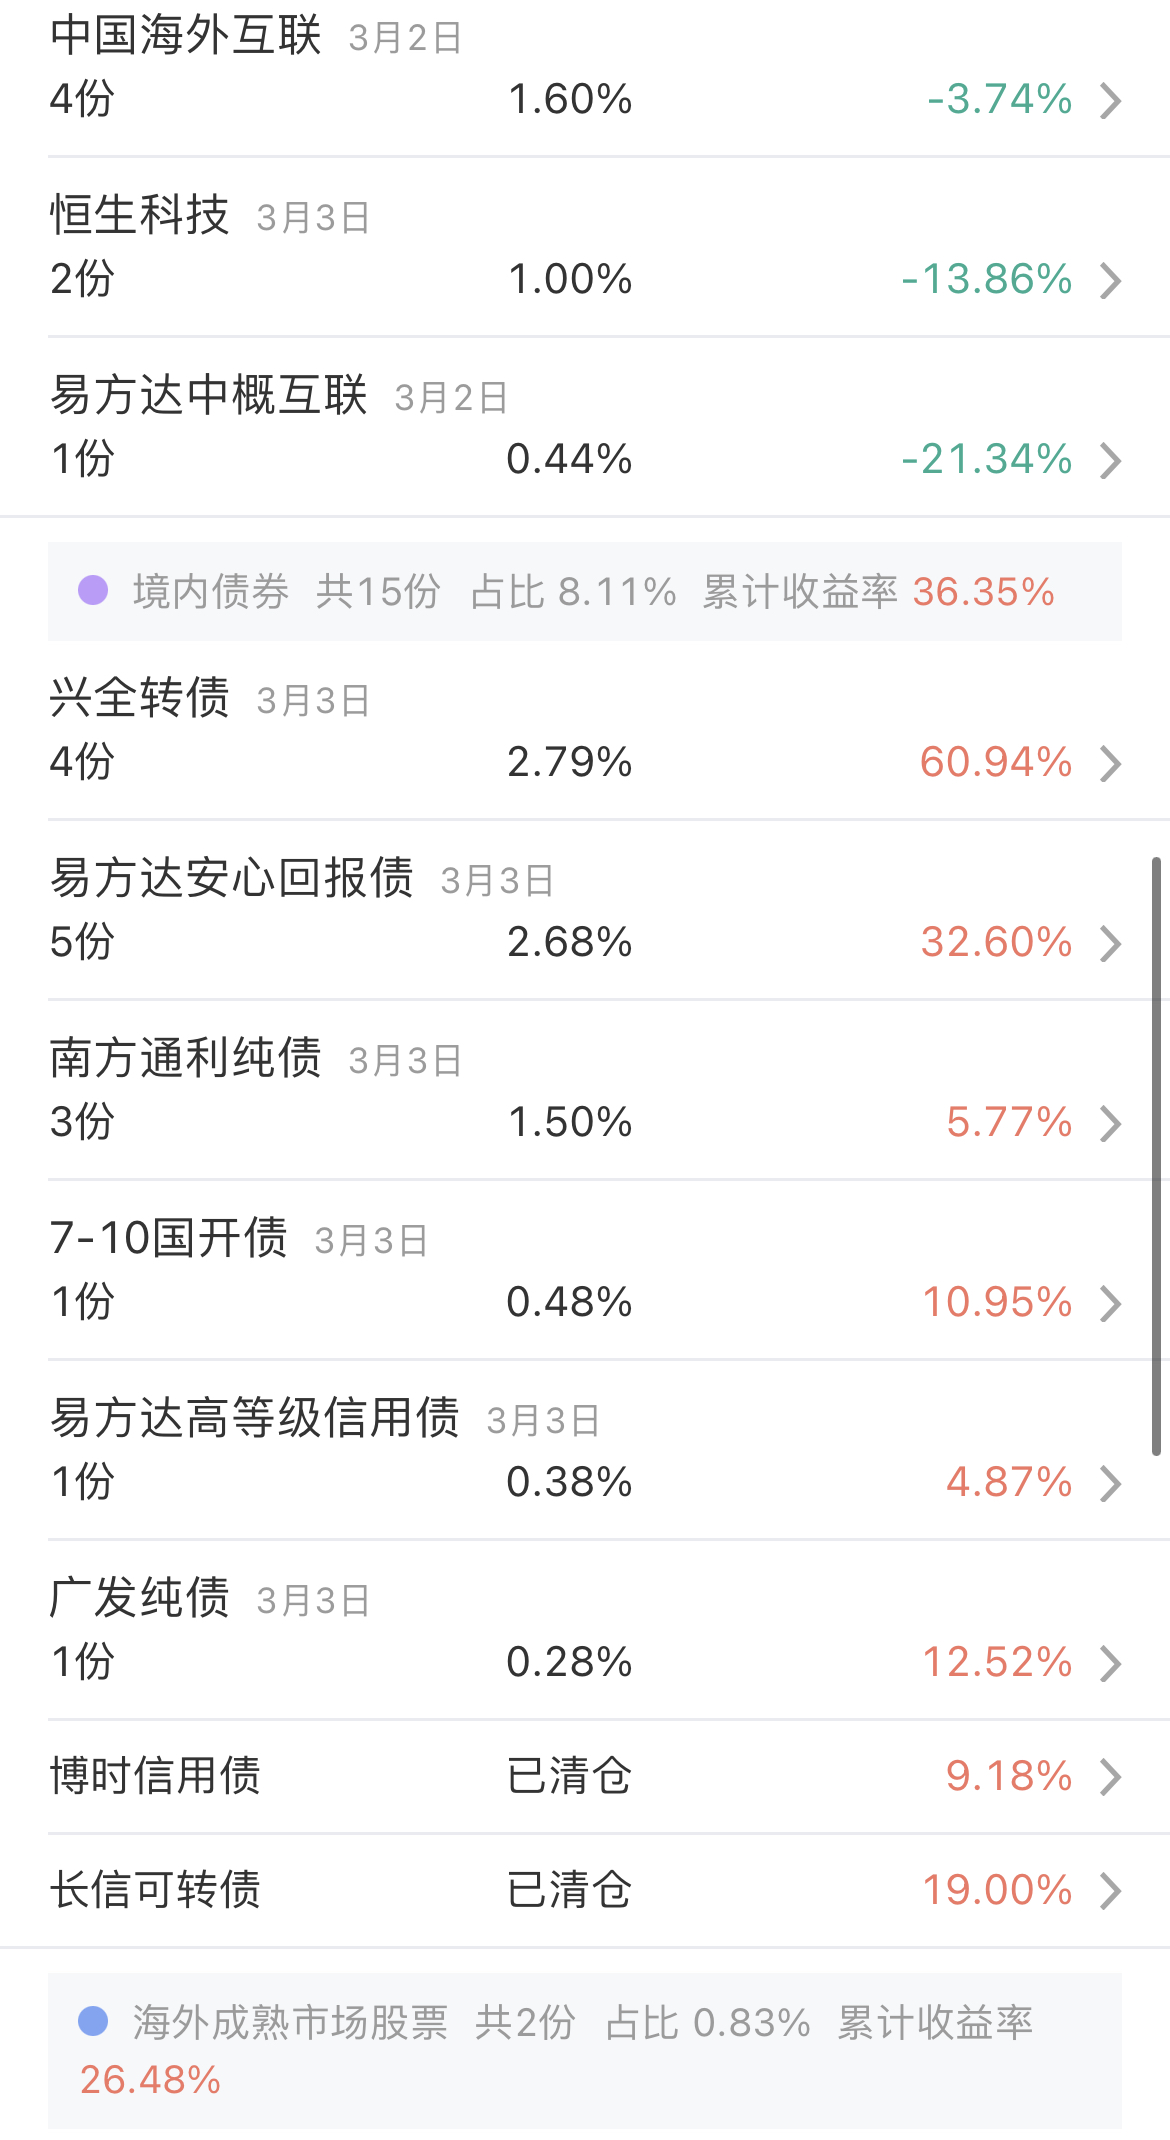 中国海外互联 3月2日
4份 1.60% -3.74%
恒生科技 3月3日
2份 1.00% -13.86%
易方达中概互联 3月2日
1份 0.44% -21.34%
境内债券 共15份 占比 8.11% 累计收益率 36.35%
兴全转债 3月3日
4份 2.79% 60.94%
易方达安心回报债 3月3日
5份 2.68% 32.60%
南方通利纯债 3月3日
3份 1.50% 5.77%
7-10国开债 3月3日
1份 0.48% 10.95%
易方达高等级信用债 3月3日
1份 0.38% 4.87%
广发纯债 3月3日
1份 0.28% 12.52%
博时信用债 已清仓 9.18%
长信可转债 已清仓 19.00%
海外成熟市场股票 共2份 占比 0.83% 累计收益率
26.48%